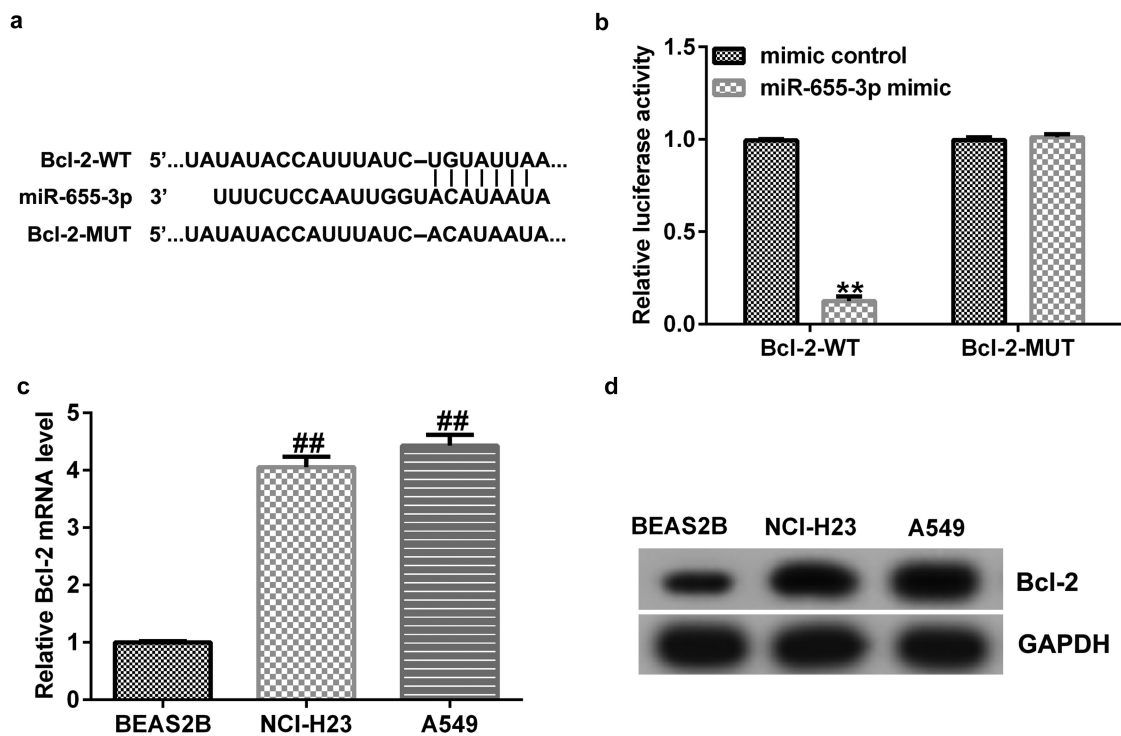 a
Bcl-2-WT 5’...UAUAUACCAUUUAUC–UGUAUUAA...
miR-655-3p 3’ UUUCUCCAAUUGGUACAUAAUA
Bcl-2-MUT 5’...UAUAUACCAUUUAUC–ACAUAAUA...
b
Relative luciferase activity
1.5
1.0
0.5
0.0
mimic control
miR-655-3p mimic
**
Bcl-2-WT Bcl-2-MUT
c
Relative Bcl-2 mRNA level
5
4
3
2
1
0
## ##
BEAS2B NCI-H23 A549
d
BEAS2B NCI-H23 A549
Bcl-2
GAPDH